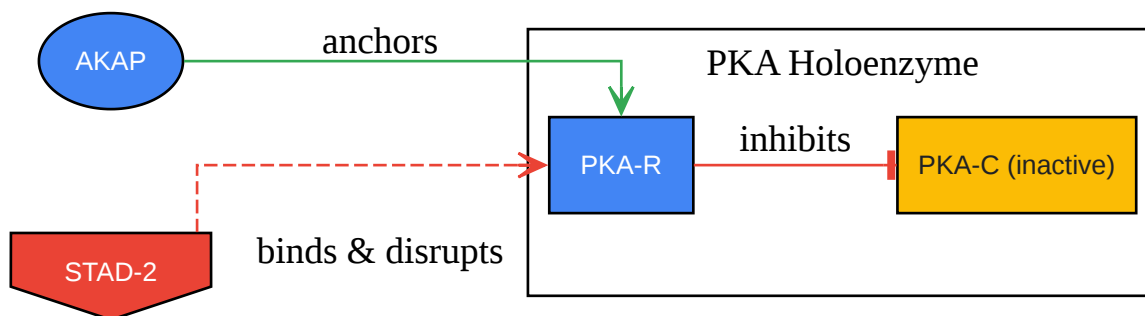 anchors
AKAP
PKA Holoenzyme
inhibits
PKA-R
PKA-C (inactive)
binds & disrupts
STAD-2